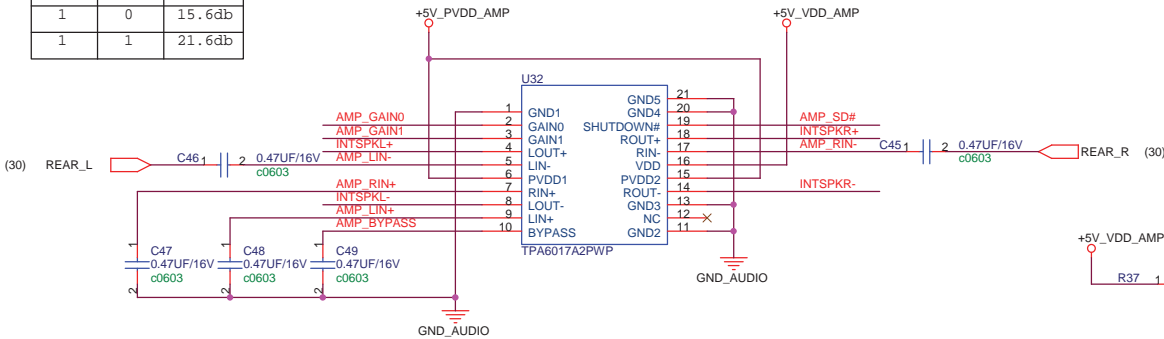 1 0 15.6db
1 1 21.6db
+5V_PVDD_AMP
+5V_VDD_AMP
U32
1 GND1
AMP_GAIN0 2 GAIN0
AMP_GAIN1 3 GAIN1
INTSPKL+ 4 LOUT+
AMP_LIN- 5 LIN-
6 PVDD1
AMP_RIN+ 7 RIN+
INTSPKL- 8 LOUT-
AMP_LIN+ 9 LIN+
AMP_BYPASS 10 BYPASS
GND5 21
GND4 20
SHUTDOWN# 19 AMP_SD#
ROUT+ 18 INTSPKR+
RIN- 17 AMP_RIN-
VDD 16
PVDD2 15
ROUT- 14 INTSPKR-
GND3 13
NC 12
GND2 11
TPA6017A2PWP
(30) REAR_L
C46 1 2 0.47UF/16V
c0603
C45 1 2 0.47UF/16V
c0603
REAR_R (30)
1 C47
0.47UF/16V
c0603
2
1 C48
0.47UF/16V
c0603
2
1 C49
0.47UF/16V
c0603
2
GND_AUDIO
GND_AUDIO
+5V_VDD_AMP
R37 1